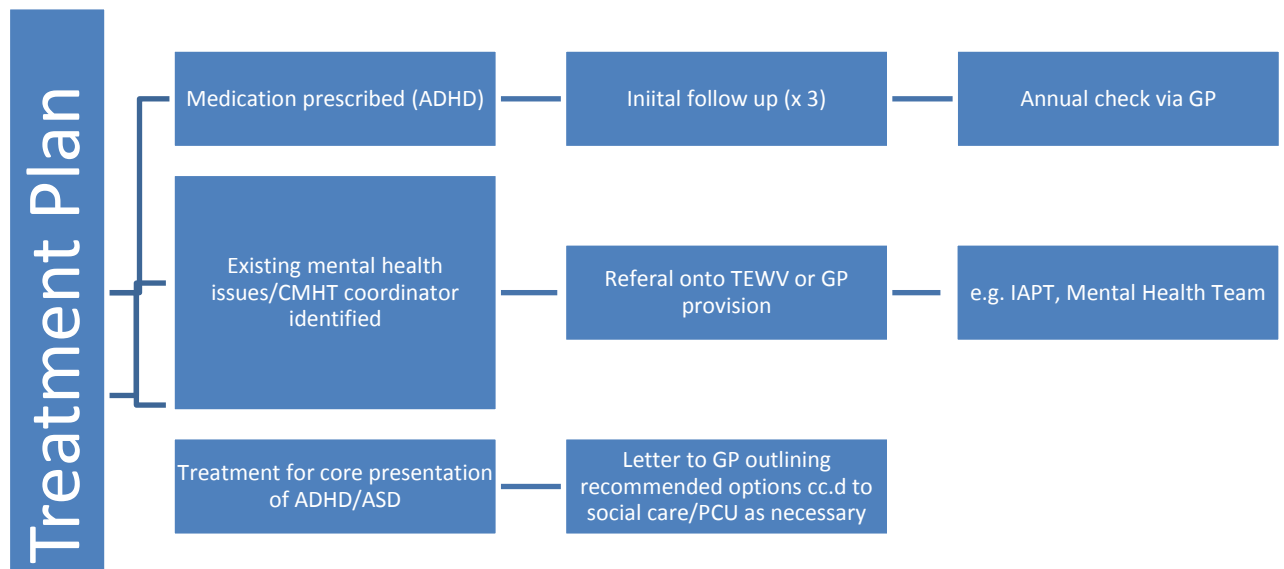 Treatment Plan
Medication prescribed (ADHD)
Iniital follow up (x 3)
Annual check via GP
Existing mental health
issues/CMHT coordinator
identified
Referal onto TEWV or GP
provision
e.g. IAPT, Mental Health Team
Treatment for core presentation
of ADHD/ASD
Letter to GP outlining
recommended options cc.d to
social care/PCU as necessary